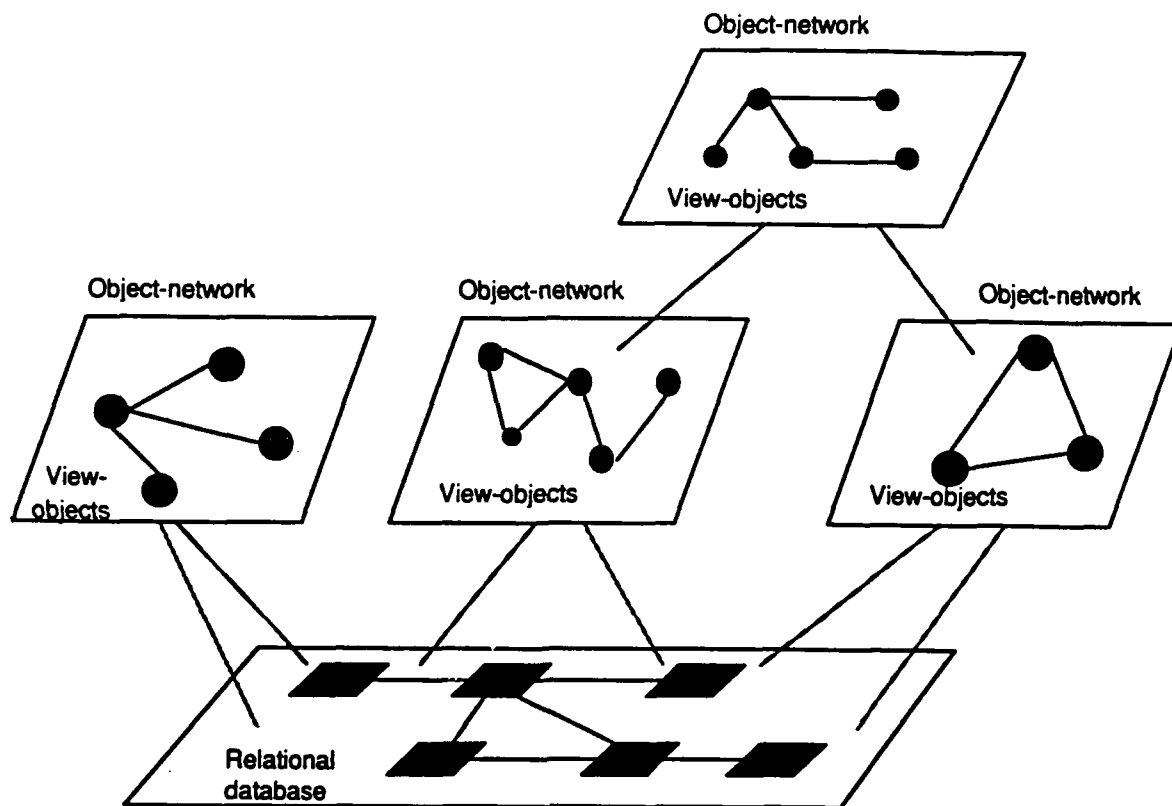 Object-network
View-objects
Object-network
Object-network
Object-network
View-
objects
View-objects
View-objects
Relational
database